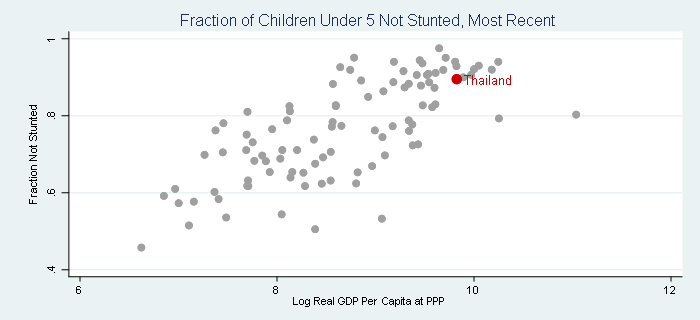 Fraction of Children Under 5 Not Stunted, Most Recent
Fraction Not Stunted
1
.8
.6
.4
Thailand
6
8
10
12
Log Real GDP Per Capita at PPP